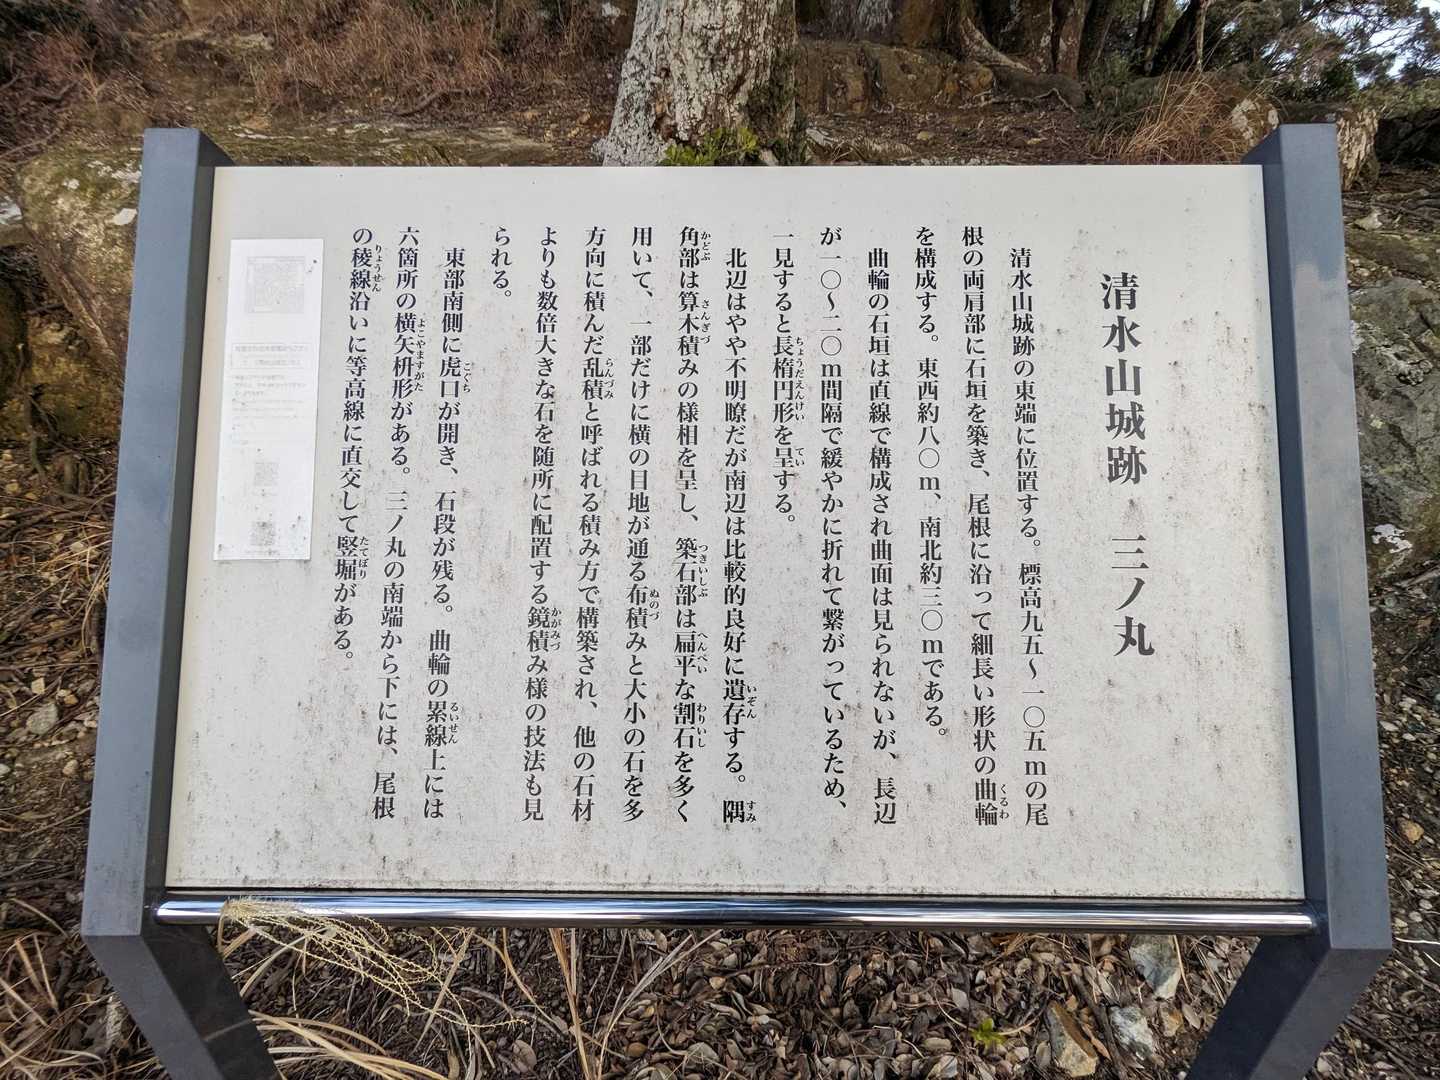 清水山城跡　三ノ丸
清水山城跡の東端に位置する。標高九五～一〇五mの尾
根の両肩部に石垣を築き、尾根に沿って細長い形状の曲輪
を構成する。東西約八〇m、南北約三〇mである。
曲輪の石垣は直線で構成され曲面は見られないが、長辺
が一〇～二〇m間隔で緩やかに折れて繋がっているため、
一見すると長楕円形を呈する。
北辺はやや不明瞭だが南辺は比較的良好に遺存する。隅
角部は算木積みの様相を呈し、築石部は扁平な割石を多く
用いて、一部だけに横の目地が通る布積みと大小の石を多
方向に積んだ乱積と呼ばれる積み方で構築され、他の石材
よりも数倍大きな石を随所に配置する鏡積み様の技法も見
られる。
東部南側に虎口が開き、石段が残る。曲輪の累線上には
六箇所の横矢枡形がある。三ノ丸の南端から下には、尾根
の稜線沿いに等高線に直交して竪堀がある。